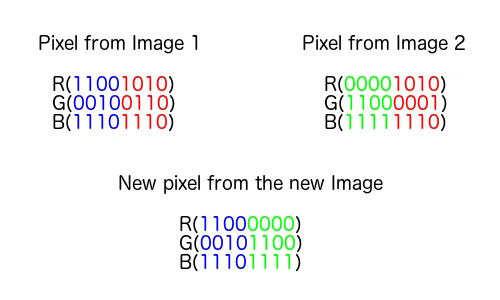 Pixel from Image 1
R(11001010)
G(00100110)
B(11101110)
Pixel from Image 2
R(00001010)
G(11000001)
B(11111110)
New pixel from the new Image
R(11000000)
G(00101100)
B(11101111)